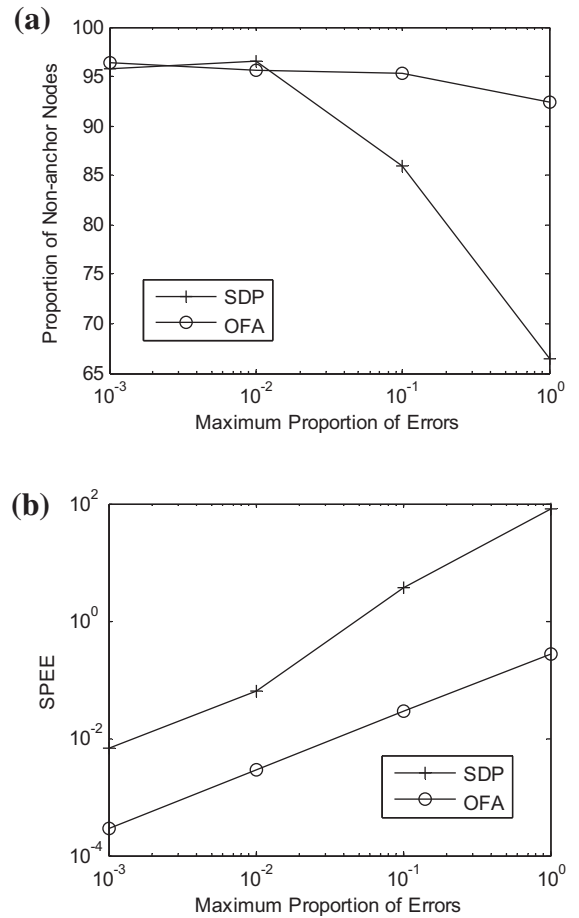 (a)
100
95
90
85
80
75
70
65
Proportion of Non-anchor Nodes
SDP
OFA
10^-3
10^-2
10^-1
10^0
Maximum Proportion of Errors
(b)
10^2
10^0
10^-2
10^-4
SPEE
SDP
OFA
10^-3
10^-2
10^-1
10^0
Maximum Proportion of Errors